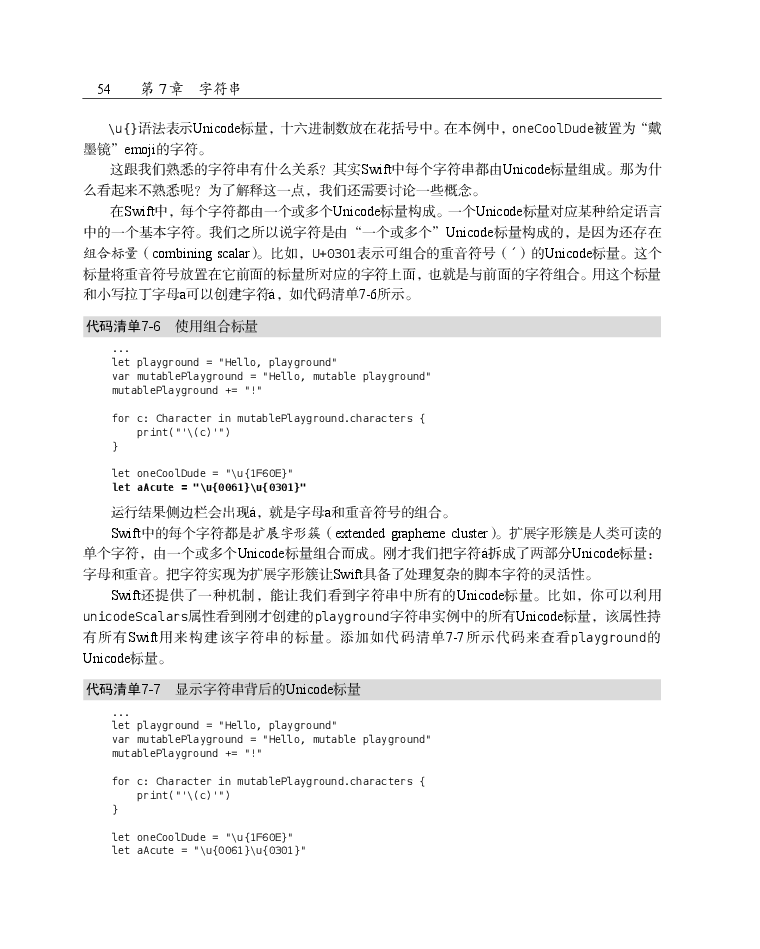 54 第 7 章 字符串
\u{}语法表示Unicode标量，十六进制数放在花括号中。在本例中，oneCoolDude被置为“戴
墨镜”emoji的字符。
这跟我们熟悉的字符串有什么关系？其实Swift中每个字符串都由Unicode标量组成。那为什
么看起来不熟悉呢？为了解释这一点，我们还需要讨论一些概念。
在Swift中，每个字符都由一个或多个Unicode标量构成。一个Unicode标量对应某种给定语言
中的一个基本字符。我们之所以说字符是由“一个或多个”Unicode标量构成的，是因为还存在
组合标量（combining scalar）。比如，U+0301表示可组合的重音符号（ˊ）的Unicode标量。这个
标量将重音符号放置在它前面的标量所对应的字符上面，也就是与前面的字符组合。用这个标量
和小写拉丁字母a可以创建字符á，如代码清单7-6所示。
代码清单7-6 使用组合标量
...
let playground = "Hello, playground"
var mutablePlayground = "Hello, mutable playground"
mutablePlayground += "!"
for c: Character in mutablePlayground.characters {
print("'\(c)'")
}
let oneCoolDude = "\u{1F60E}"
let aAcute = "\u{0061}\u{0301}"
运行结果侧边栏会出现á，就是字母a和重音符号的组合。
Swift中的每个字符都是扩展字形簇（extended grapheme cluster）。扩展字形簇是人类可读的
单个字符，由一个或多个Unicode标量组合而成。刚才我们把字符á拆成了两部分Unicode标量：
字母和重音。把字符实现为扩展字形簇让Swift具备了处理复杂的脚本字符的灵活性。
Swift还提供了一种机制，能让我们看到字符串中所有的Unicode标量。比如，你可以利用
unicodeScalars属性看到刚才创建的playground字符串实例中的所有Unicode标量，该属性持
有所有Swift用来构建该字符串的标量。添加如代码清单7-7所示代码来查看playground的
Unicode标量。
代码清单7-7 显示字符串背后的Unicode标量
...
let playground = "Hello, playground"
var mutablePlayground = "Hello, mutable playground"
mutablePlayground += "!"
for c: Character in mutablePlayground.characters {
print("'\(c)'")
}
let oneCoolDude = "\u{1F60E}"
let aAcute = "\u{0061}\u{0301}"